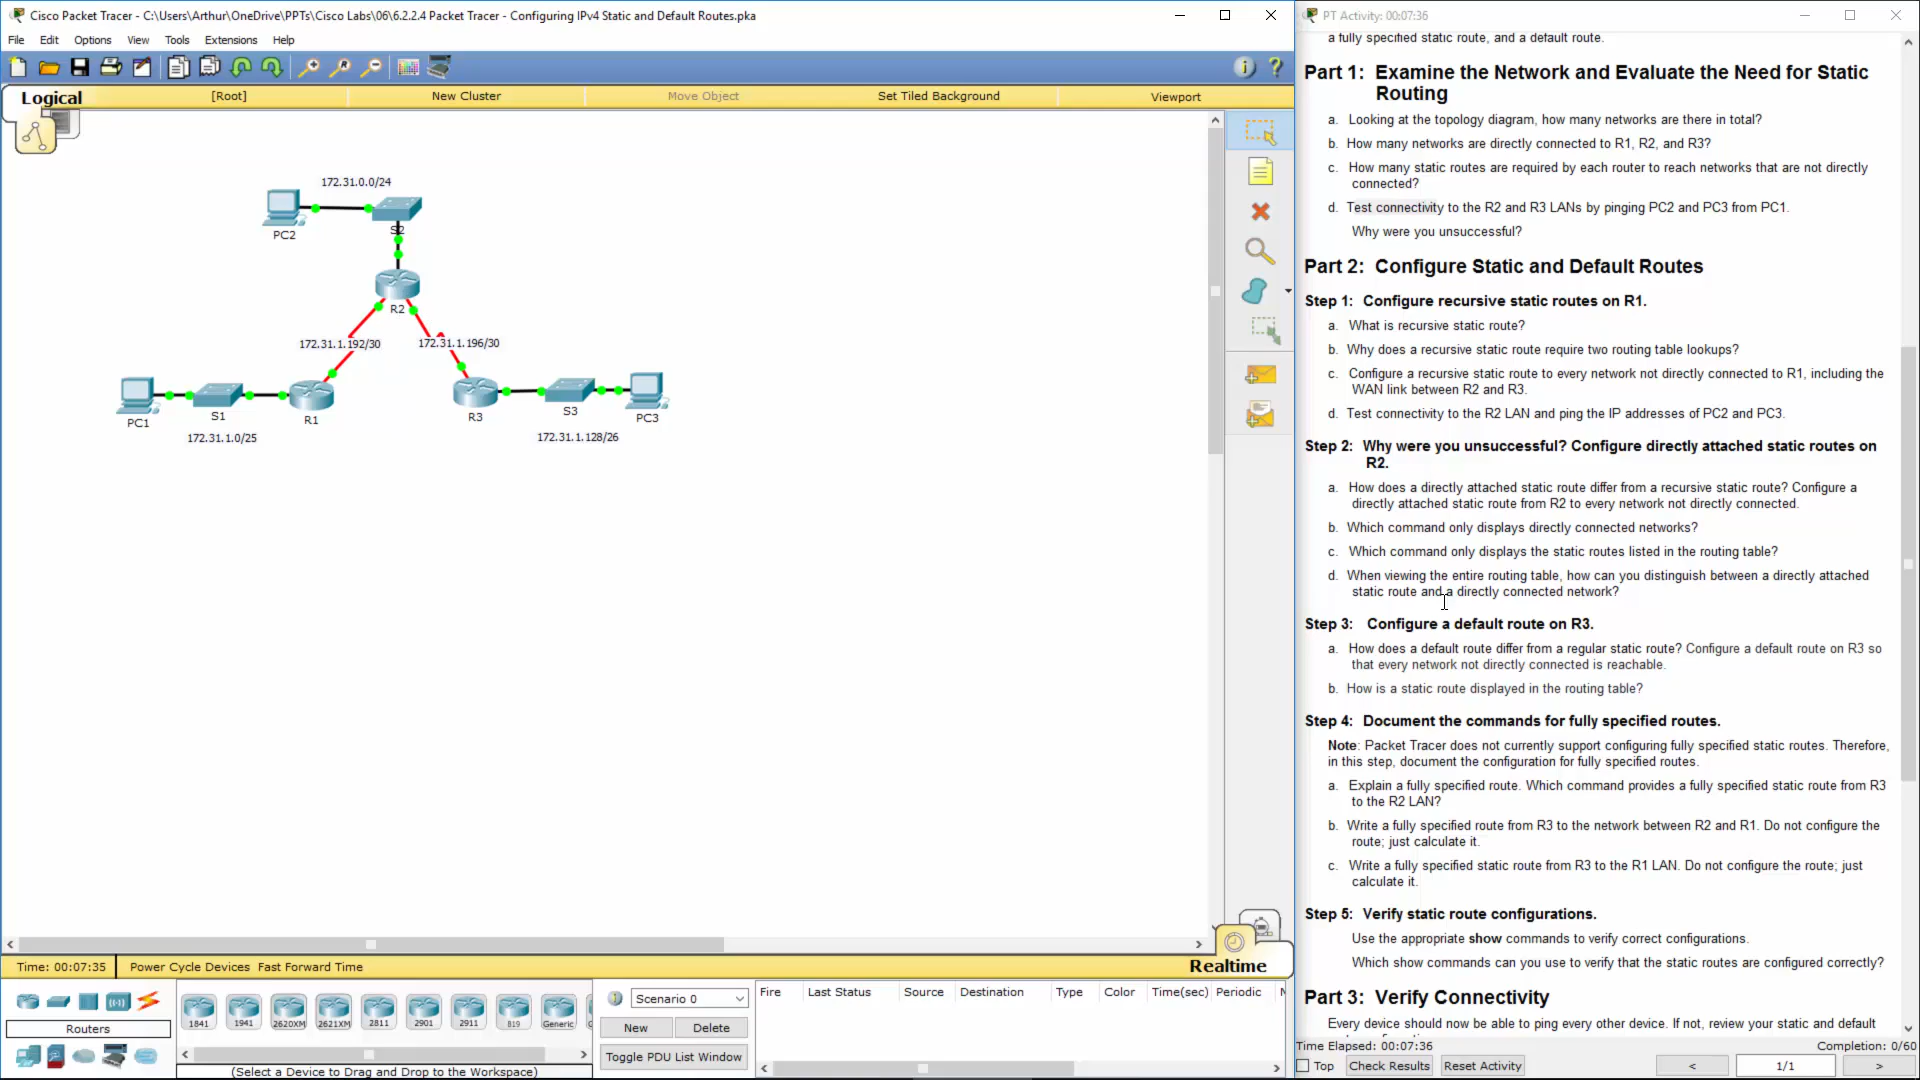 Cisco Packet Tracer - C:\Users\Arthur\OneDrive\PPTs\Cisco Labs\06\6.2.2.4 Packet Tracer - Configuring IPv4 Static and Default Routes.pka
File Edit Options View Tools Extensions Help
Logical [Root] New Cluster Move Object Set Tiled Background Viewport
172.31.0.0/24
PC2
S2
R2
172.31.1.192/30 172.31.1.196/30
PC1 S1 R1 R3 S3 PC3
172.31.1.0/25 172.31.1.128/26
Realtime
Time: 00:07:35 Power Cycle Devices Fast Forward Time
Routers
1841 1941 2620XM 2621XM 2811 2901 2911 819 Generic
(Select a Device to Drag and Drop to the Workspace)
Scenario 0
New Delete
Toggle PDU List Window
Fire Last Status Source Destination Type Color Time(sec) Periodic
PT Activity: 00:07:36
a fully specified static route, and a default route.
Part 1: Examine the Network and Evaluate the Need for Static
Routing
a. Looking at the topology diagram, how many networks are there in total?
b. How many networks are directly connected to R1, R2, and R3?
c. How many static routes are required by each router to reach networks that are not directly
connected?
d. Test connectivity to the R2 and R3 LANs by pinging PC2 and PC3 from PC1.
Why were you unsuccessful?
Part 2: Configure Static and Default Routes
Step 1: Configure recursive static routes on R1.
a. What is recursive static route?
b. Why does a recursive static route require two routing table lookups?
c. Configure a recursive static route to every network not directly connected to R1, including the
WAN link between R2 and R3.
d. Test connectivity to the R2 LAN and ping the IP addresses of PC2 and PC3.
Step 2: Why were you unsuccessful? Configure directly attached static routes on
R2.
a. How does a directly attached static route differ from a recursive static route? Configure a
directly attached static route from R2 to every network not directly connected.
b. Which command only displays directly connected networks?
c. Which command only displays the static routes listed in the routing table?
d. When viewing the entire routing table, how can you distinguish between a directly attached
static route and a directly connected network?
Step 3: Configure a default route on R3.
a. How does a default route differ from a regular static route? Configure a default route on R3 so
that every network not directly connected is reachable.
b. How is a static route displayed in the routing table?
Step 4: Document the commands for fully specified routes.
Note: Packet Tracer does not currently support configuring fully specified static routes. Therefore,
in this step, document the configuration for fully specified routes.
a. Explain a fully specified route. Which command provides a fully specified static route from R3
to the R2 LAN?
b. Write a fully specified route from R3 to the network between R2 and R1. Do not configure the
route; just calculate it.
c. Write a fully specified static route from R3 to the R1 LAN. Do not configure the route; just
calculate it.
Step 5: Verify static route configurations.
Use the appropriate show commands to verify correct configurations.
Which show commands can you use to verify that the static routes are configured correctly?
Part 3: Verify Connectivity
Every device should now be able to ping every other device. If not, review your static and default
Time Elapsed: 00:07:36 Completion: 0/60
Top Check Results Reset Activity < 1/1 >